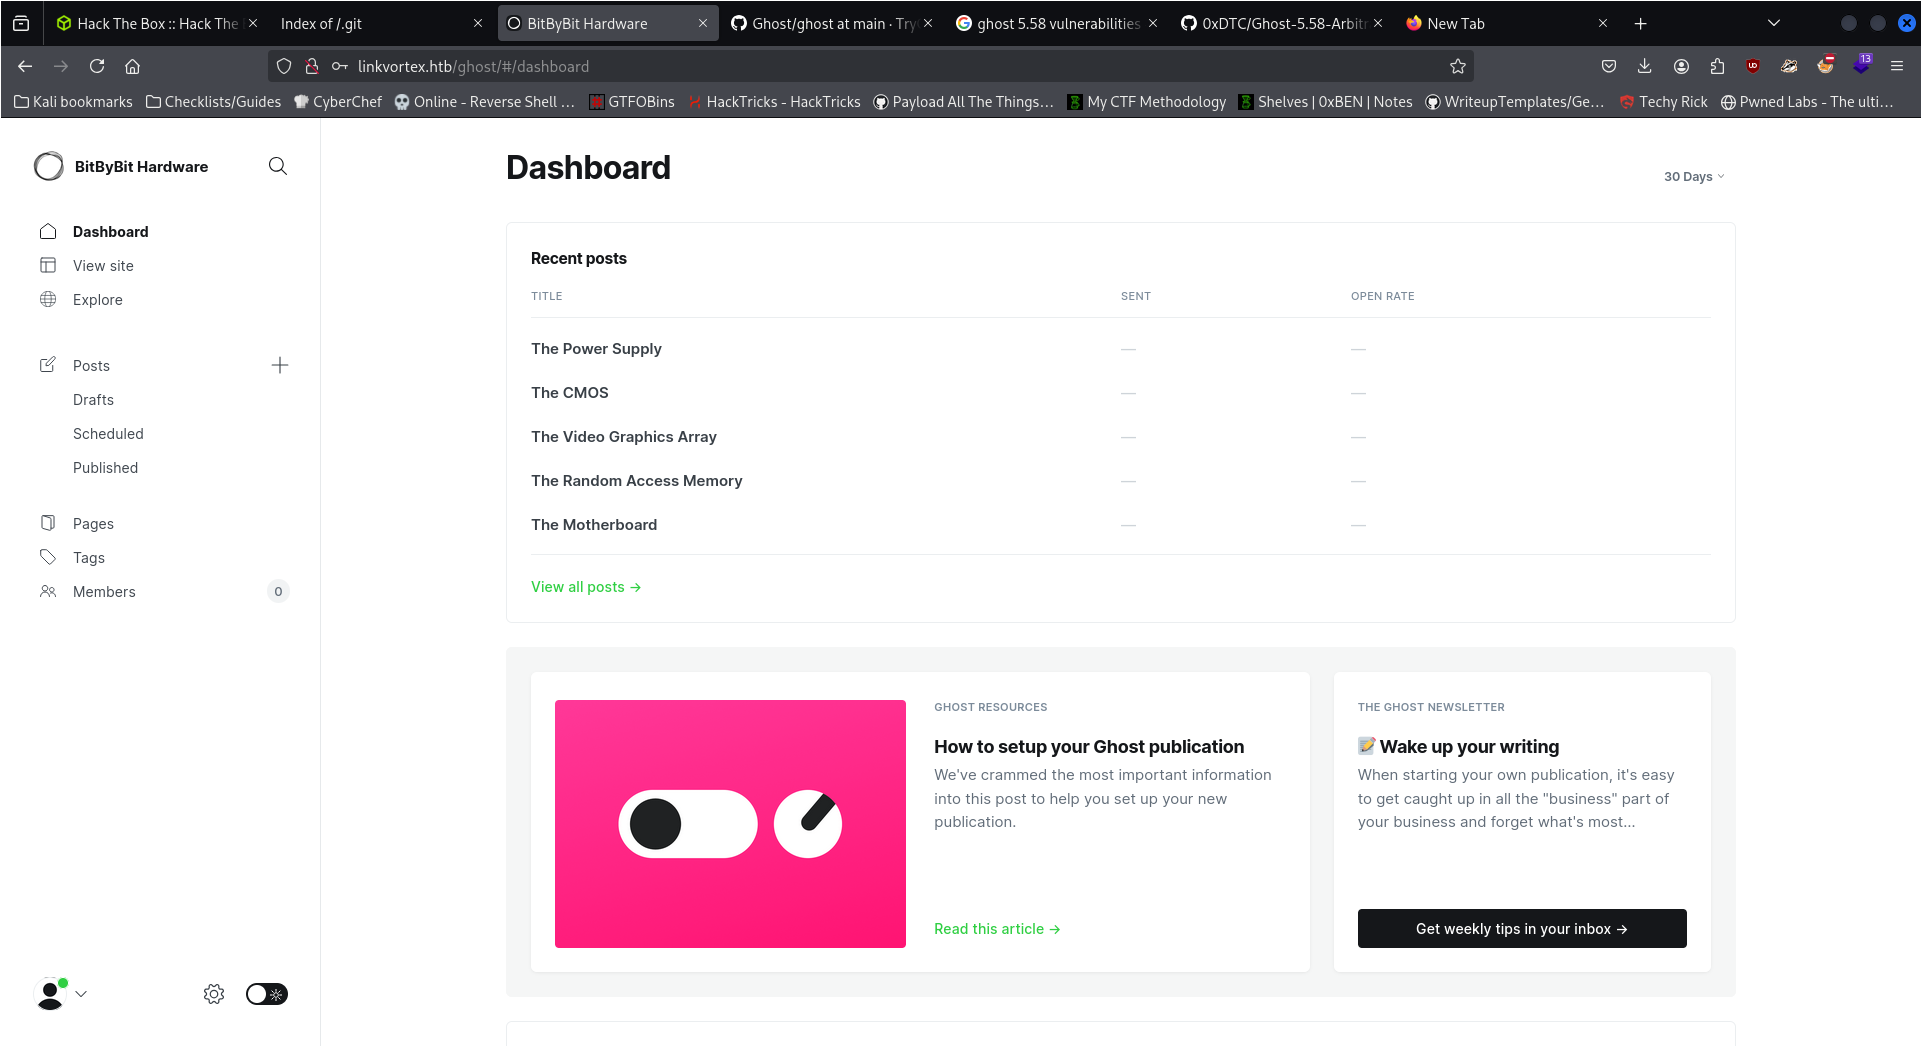 Hack The Box :: Hack The
Index of /.git
BitByBit Hardware
Ghost/ghost at main · Try
ghost 5.58 vulnerabilities
0xDTC/Ghost-5.58-Arbitr
New Tab
linkvortex.htb/ghost/#/dashboard
13
Kali bookmarks
Checklists/Guides
CyberChef
Online - Reverse Shell …
GTFOBins
HackTricks - HackTricks
Payload All The Things…
My CTF Methodology
Shelves | 0xBEN | Notes
WriteupTemplates/Ge…
Techy Rick
Pwned Labs - The ulti…
BitByBit Hardware
Dashboard
View site
Explore
Posts
Drafts
Scheduled
Published
Pages
Tags
Members
0
Dashboard
30 Days
Recent posts
TITLE SENT OPEN RATE
The Power Supply — —
The CMOS — —
The Video Graphics Array — —
The Random Access Memory — —
The Motherboard — —
View all posts →
GHOST RESOURCES
How to setup your Ghost publication
We've crammed the most important information
into this post to help you set up your new
publication.
Read this article →
THE GHOST NEWSLETTER
📝 Wake up your writing
When starting your own publication, it's easy
to get caught up in all the "business" part of
your business and forget what's most...
Get weekly tips in your inbox →